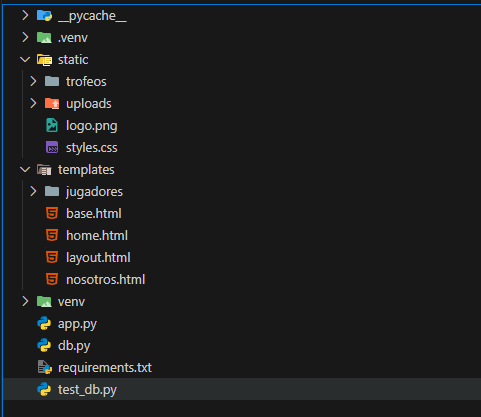 __pycache__
.venv
static
trofeos
uploads
logo.png
styles.css
templates
jugadores
base.html
home.html
layout.html
nosotros.html
venv
app.py
db.py
requirements.txt
test_db.py